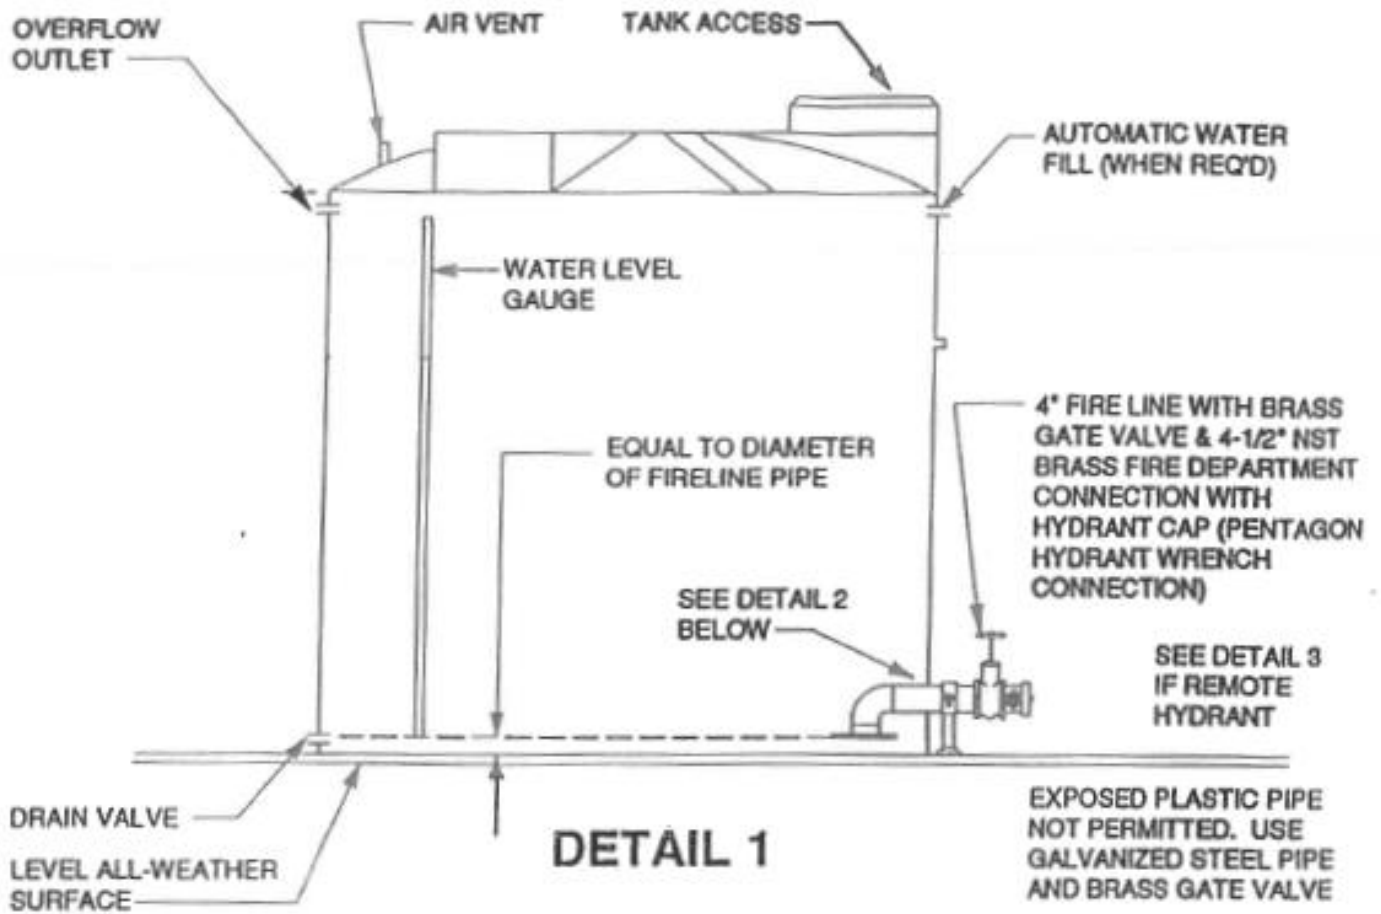 OVERFLOW
OUTLET
AIR VENT
TANK ACCESS
AUTOMATIC WATER
FILL (WHEN REQ'D)
WATER LEVEL
GAUGE
EQUAL TO DIAMETER
OF FIRELINE PIPE
4" FIRE LINE WITH BRASS
GATE VALVE & 4-1/2" NST
BRASS FIRE DEPARTMENT
CONNECTION WITH
HYDRANT CAP (PENTAGON
HYDRANT WRENCH
CONNECTION)
SEE DETAIL 2
BELOW
SEE DETAIL 3
IF REMOTE
HYDRANT
DRAIN VALVE
LEVEL ALL-WEATHER
SURFACE
DETAIL 1
EXPOSED PLASTIC PIPE
NOT PERMITTED. USE
GALVANIZED STEEL PIPE
AND BRASS GATE VALVE